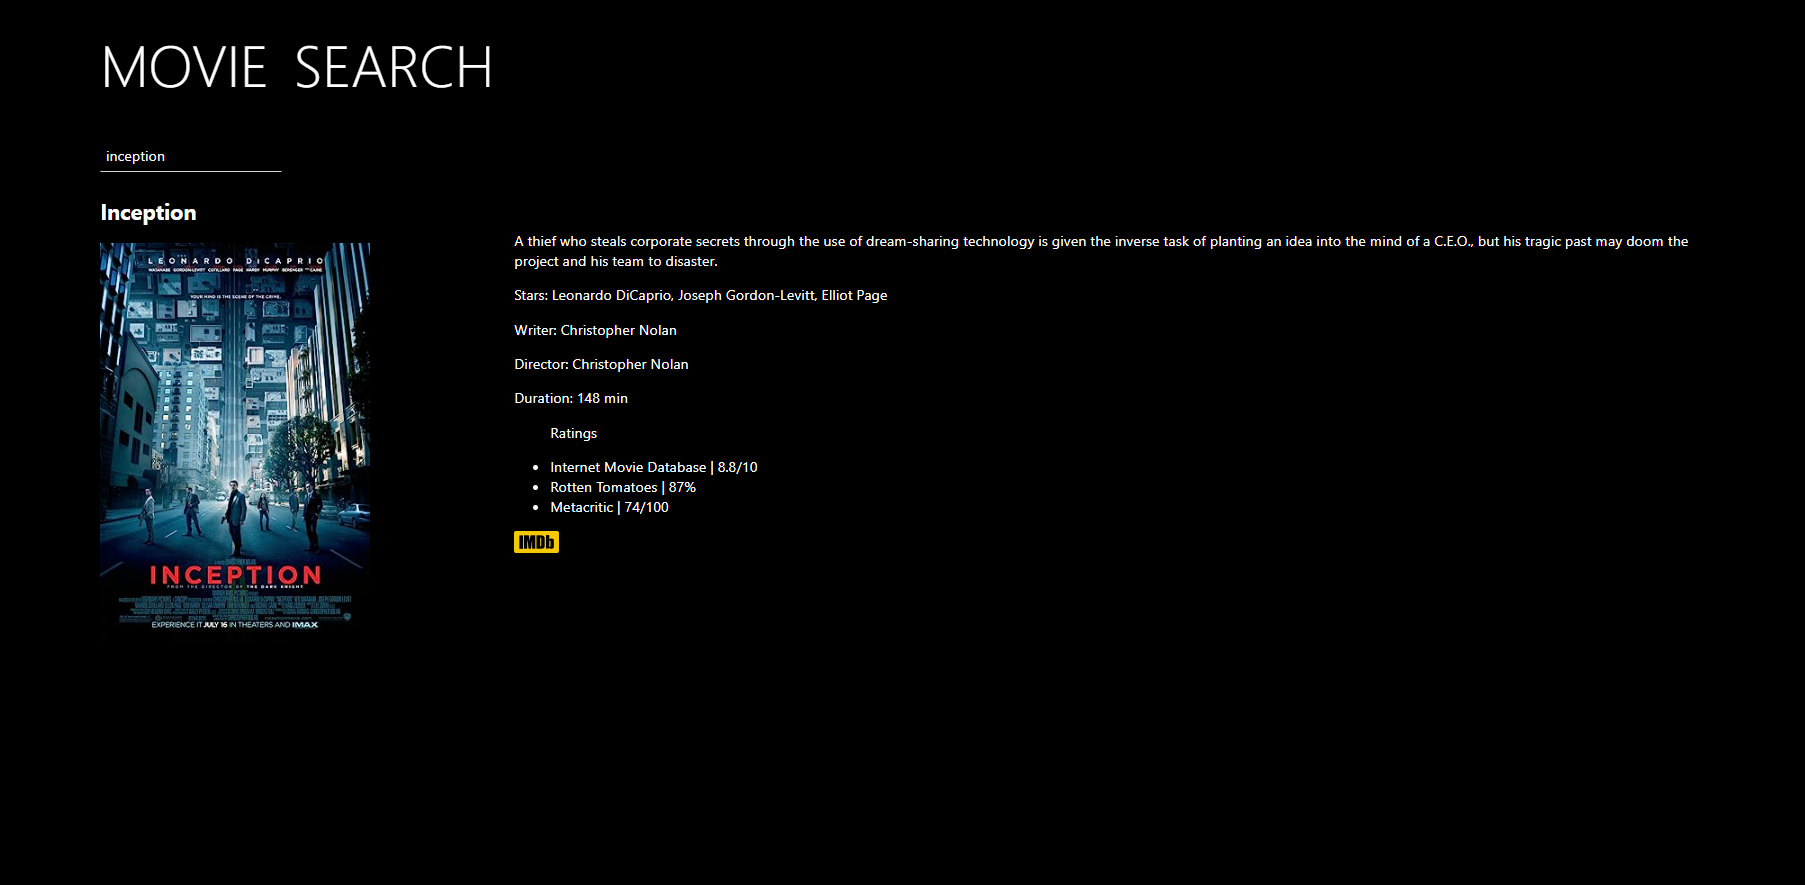 MOVIE SEARCH
inception
Inception
LEONARDO DICAPRIO
WATANABE GORDON-LEVITT COTILLARD PAGE HARDY MURPHY BERENGER AND CAINE
YOUR MIND IS THE SCENE OF THE CRIME.
INCEPTION
FROM THE DIRECTOR OF THE DARK KNIGHT
EXPERIENCE IT JULY 16 IN THEATERS AND IMAX
A thief who steals corporate secrets through the use of dream-sharing technology is given the inverse task of planting an idea into the mind of a C.E.O., but his tragic past may doom the
project and his team to disaster.
Stars: Leonardo DiCaprio, Joseph Gordon-Levitt, Elliot Page
Writer: Christopher Nolan
Director: Christopher Nolan
Duration: 148 min
Ratings
• Internet Movie Database | 8.8/10
• Rotten Tomatoes | 87%
• Metacritic | 74/100
IMDb